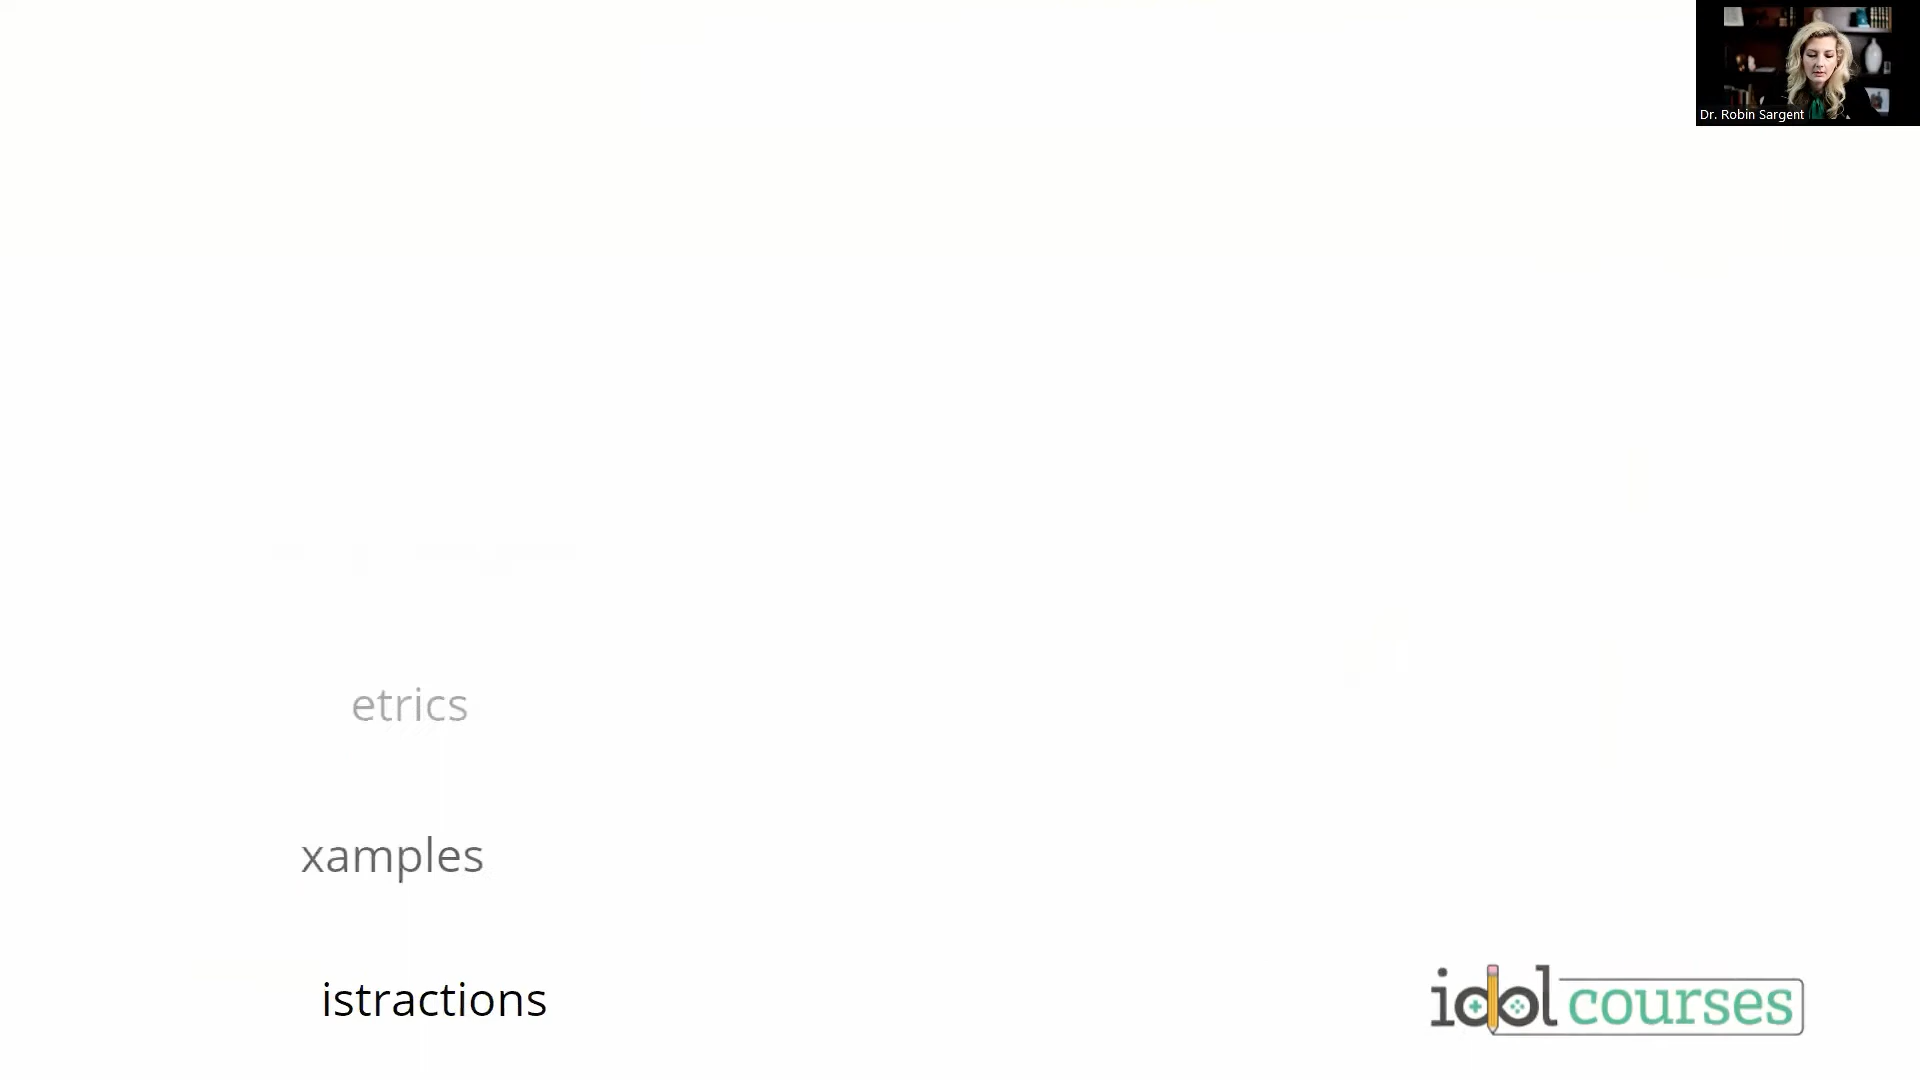 Dr. Robin Sargent
etrics
xamples
istractions
idol courses